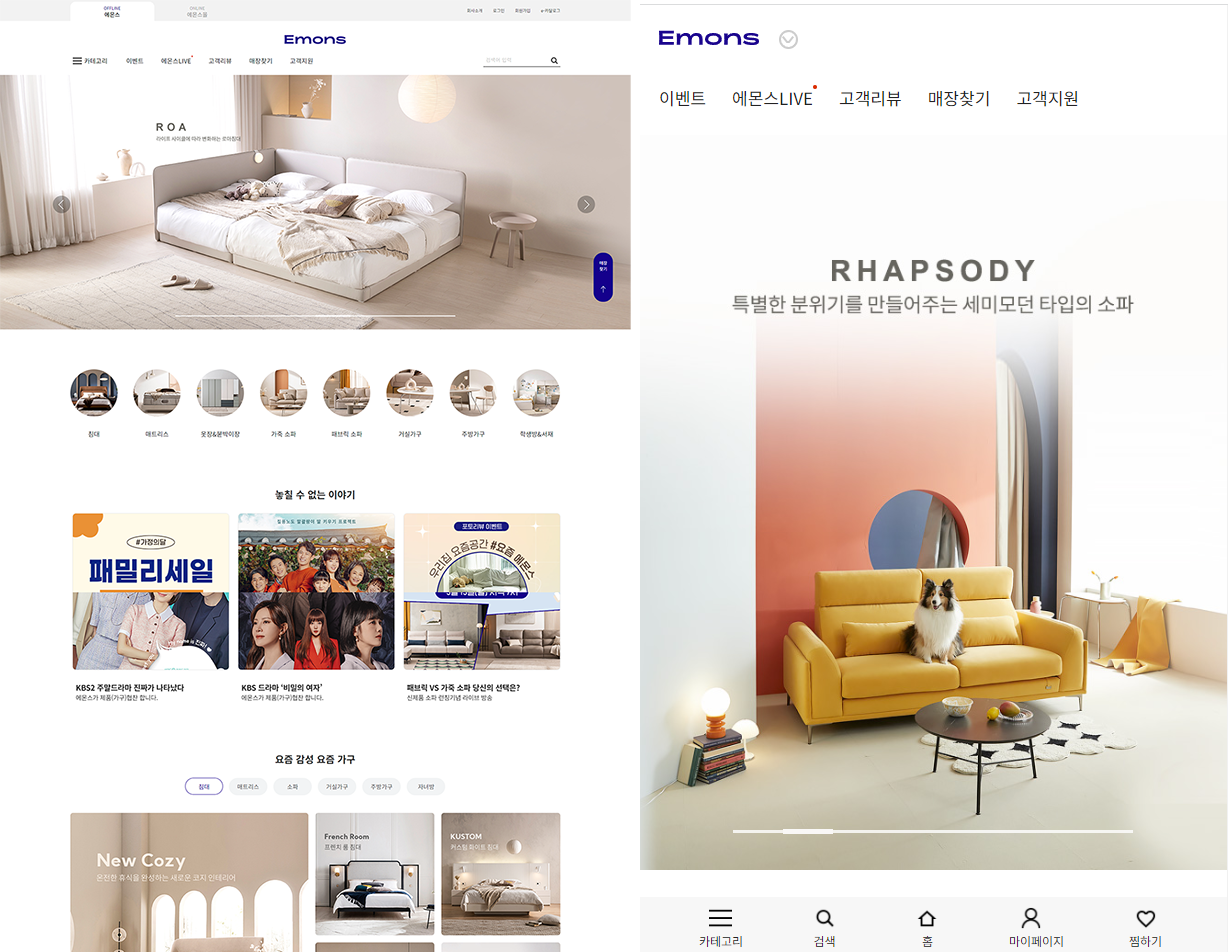 OFFLINE
에몬스
ONLINE
에몬스몰
회사소개 로그인 회원가입 e-카탈로그
Emons
카테고리 이벤트 에몬스LIVE 고객리뷰 매장찾기 고객지원
검색어 입력
ROA
라이프 사이클에 따라 변화하는 로아침대
매장
찾기
침대 매트리스 옷장&붙박이장 가죽 소파 패브릭 소파 거실가구 주방가구 학생방&서재
놓칠 수 없는 이야기
#가정의달
패밀리세일
포토리뷰 이벤트
우리집 요즘공간 #요즘 에몬스
KBS2 주말드라마 진짜가 나타났다
에몬스가 제품(가구)협찬 합니다.
KBS 드라마 '비밀의 여자'
에몬스가 제품(가구)협찬 합니다.
패브릭 VS 가죽 소파 당신의 선택은?
신제품 소파 런칭기념 라이브 방송
요즘 감성 요즘 가구
침대 매트리스 소파 거실가구 주방가구 자녀방
New Cozy
온전한 휴식을 완성하는 새로운 코지 인테리어
French Room
프렌치 룸 침대
KUSTOM
커스텀 화이트 침대
Emons
이벤트 에몬스LIVE 고객리뷰 매장찾기 고객지원
RHAPSODY
특별한 분위기를 만들어주는 세미모던 타입의 소파
카테고리 검색 홈 마이페이지 찜하기